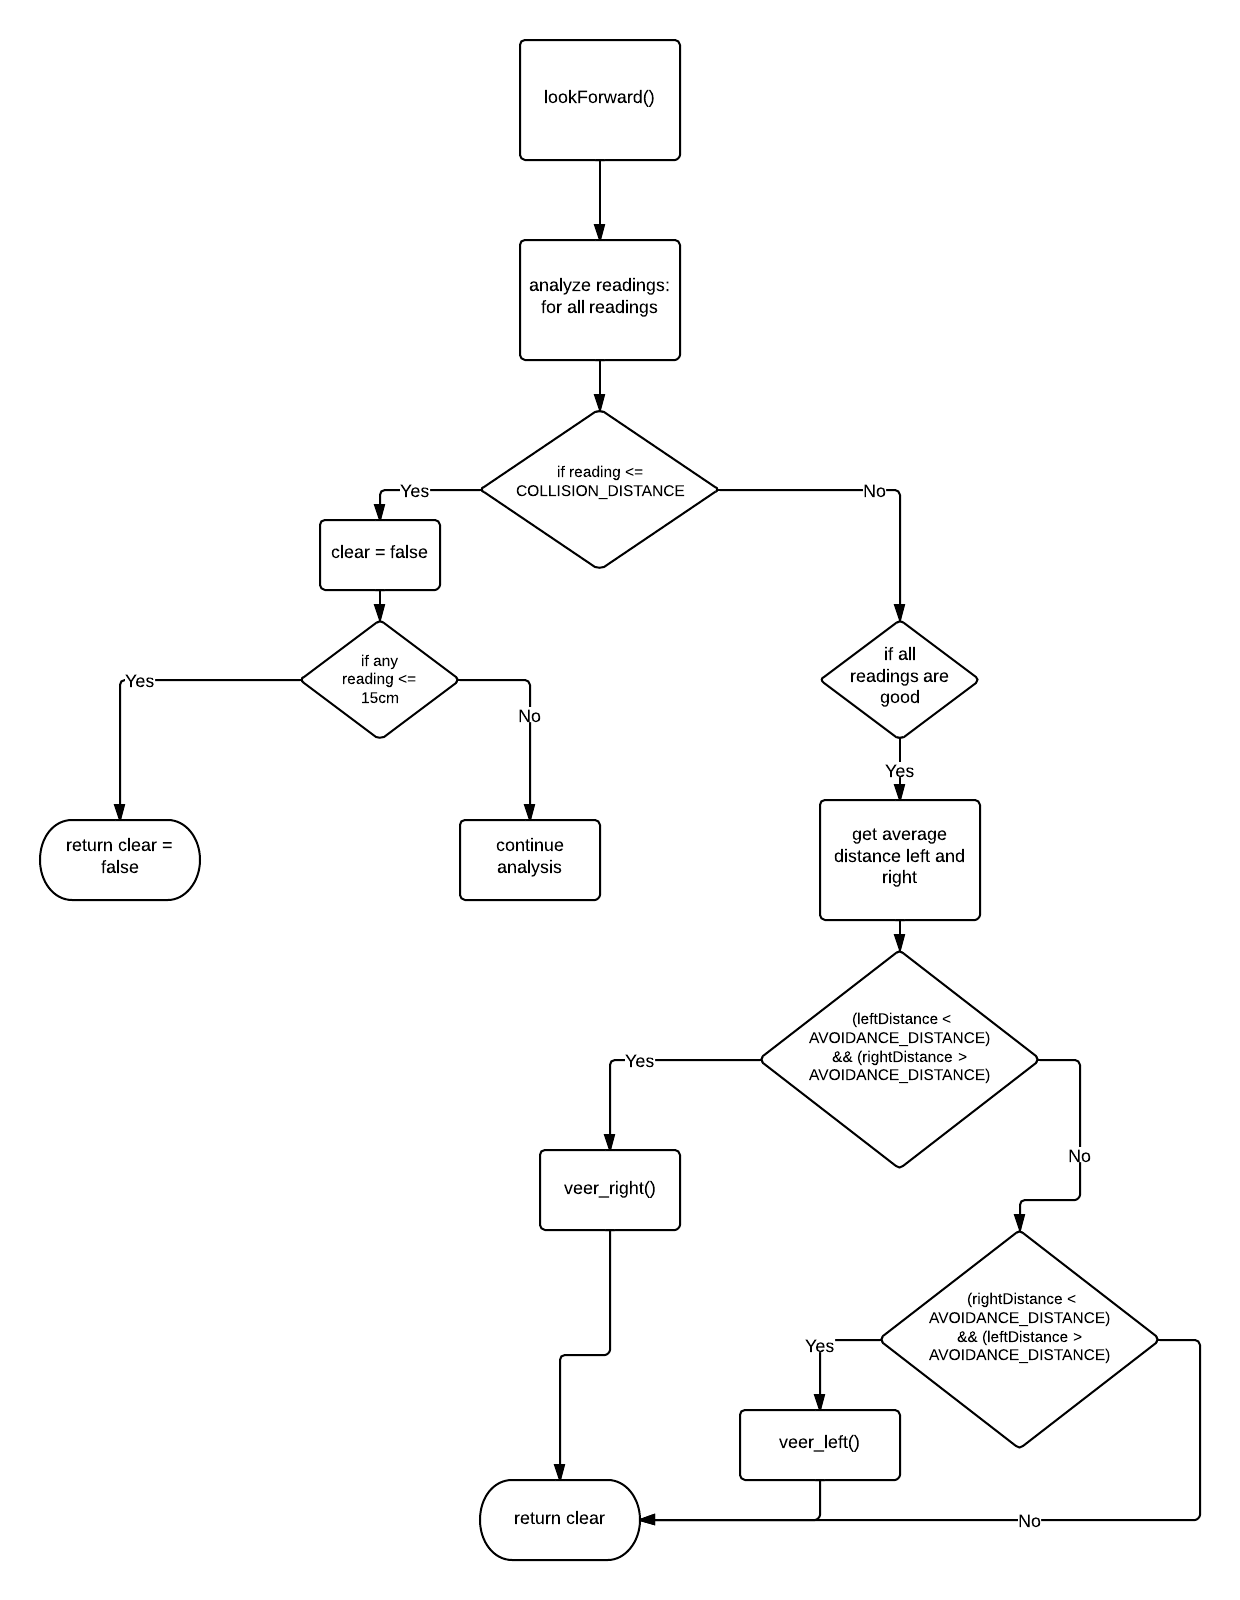 lookForward()
analyze readings:
for all readings
if reading <=
COLLISION_DISTANCE
Yes
No
clear = false
if any
reading <=
15cm
Yes
No
if all
readings are
good
Yes
return clear =
false
continue
analysis
get average
distance left and
right
(leftDistance <
AVOIDANCE_DISTANCE)
&& (rightDistance >
AVOIDANCE_DISTANCE)
Yes
No
veer_right()
(rightDistance <
AVOIDANCE_DISTANCE)
&& (leftDistance >
AVOIDANCE_DISTANCE)
Yes
veer_left()
return clear
No